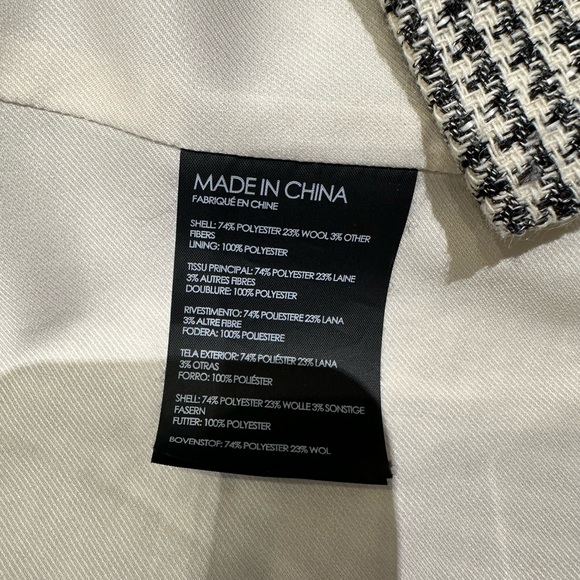 MADE IN CHINA
FABRIQUÉ EN CHINE
SHELL: 74% POLYESTER 23% WOOL 3% OTHER
FIBERS
LINING: 100% POLYESTER
TISSU PRINCIPAL: 74% POLYESTER 23% LAINE
3% AUTRES FIBRES
DOUBLURE: 100% POLYESTER
RIVESTIMENTO: 74% POLIESTERE 23% LANA
3% ALTRE FIBRE
FODERA: 100% POLIESTERE
TELA EXTERIOR: 74% POLIÉSTER 23% LANA
3% OTRAS
FORRO: 100% POLIÉSTER
SHELL: 74% POLYESTER 23% WOLLE 3% SONSTIGE
FASERN
FUTTER: 100% POLYESTER
BOVENSTOF: 74% POLYESTER 23% WOL